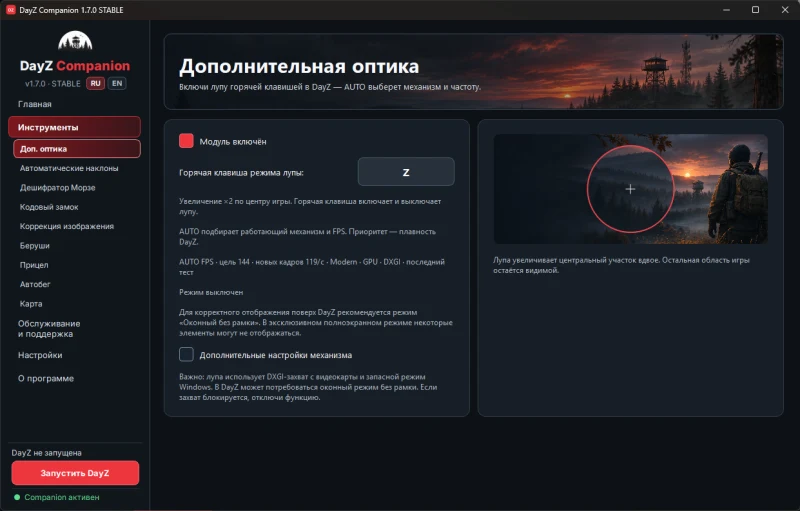 DZ DayZ Companion 1.7.0 STABLE
DayZ Companion
v1.7.0 · STABLE RU EN
Главная
Инструменты
Доп. оптика
Автоматические наклоны
Дешифратор Морзе
Кодовый замок
Коррекция изображения
Беруши
Прицел
Автобег
Карта
Обслуживание
и поддержка
Настройки
О программе
DayZ не запущена
Запустить DayZ
Companion активен
Дополнительная оптика
Включи лупу горячей клавишей в DayZ — AUTO выберет механизм и частоту.
Модуль включён
Горячая клавиша режима лупы:
Z
Увеличение ×2 по центру игры. Горячая клавиша включает и выключает
лупу.
AUTO подбирает работающий механизм и FPS. Приоритет — плавность
DayZ.
AUTO FPS · цель 144 · новых кадров 119/с · Modern · GPU · DXGI · последний
тест
Режим выключен
Для корректного отображения поверх DayZ рекомендуется режим
«Оконный без рамки». В эксклюзивном полноэкранном режиме некоторые
элементы могут не отображаться.
Дополнительные настройки механизма
Важно: лупа использует DXGI-захват с видеокарты и запасной режим
Windows. В DayZ может потребоваться оконный режим без рамки. Если
захват блокируется, отключи функцию.
Лупа увеличивает центральный участок вдвое. Остальная область игры
остаётся видимой.